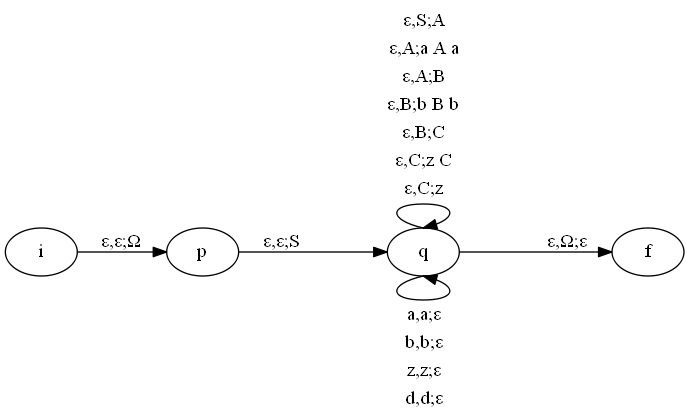 ε,S;A
ε,A;a A a
ε,A;B
ε,B;b B b
ε,B;C
ε,C;z C
ε,C;z
i
ε,ε;Ω
p
ε,ε;S
q
ε,Ω;ε
f
a,a;ε
b,b;ε
z,z;ε
d,d;ε